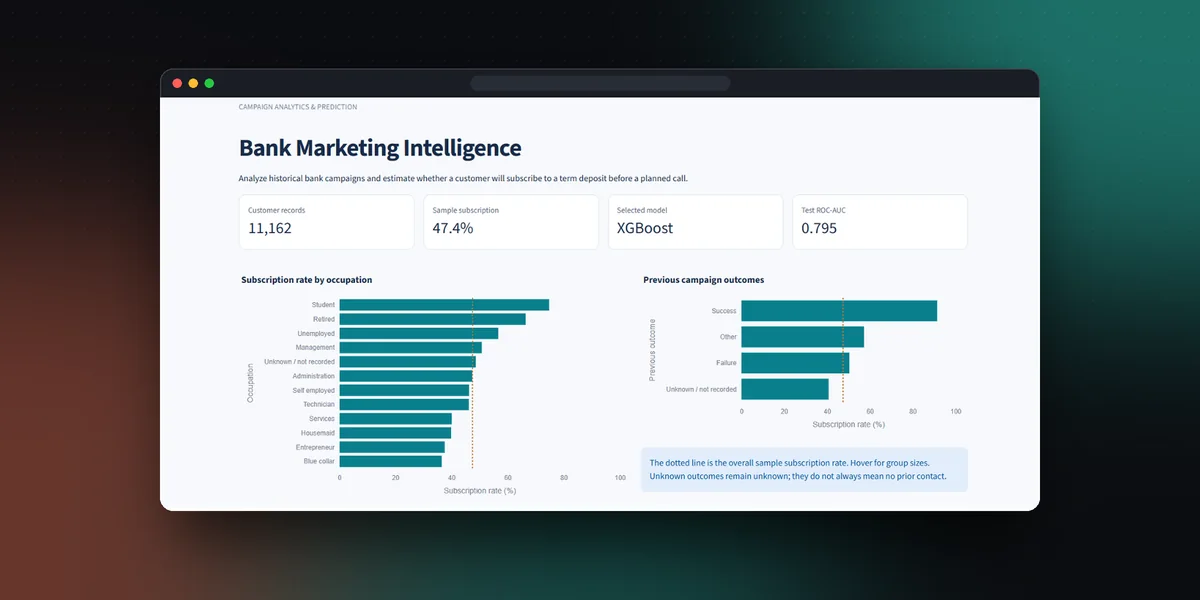 CAMPAIGN ANALYTICS & PREDICTION
Bank Marketing Intelligence
Analyze historical bank campaigns and estimate whether a customer will subscribe to a term deposit before a planned call.
Customer records
11,162
Sample subscription
47.4%
Selected model
XGBoost
Test ROC-AUC
0.795
Subscription rate by occupation
Occupation
Student
Retired
Unemployed
Management
Unknown / not recorded
Administration
Self employed
Technician
Services
Housemaid
Entrepreneur
Blue collar
0 20 40 60 80 100
Subscription rate (%)
Previous campaign outcomes
Previous outcome
Success
Other
Failure
Unknown / not recorded
0 20 40 60 80 100
Subscription rate (%)
The dotted line is the overall sample subscription rate. Hover for group sizes.
Unknown outcomes remain unknown; they do not always mean no prior contact.